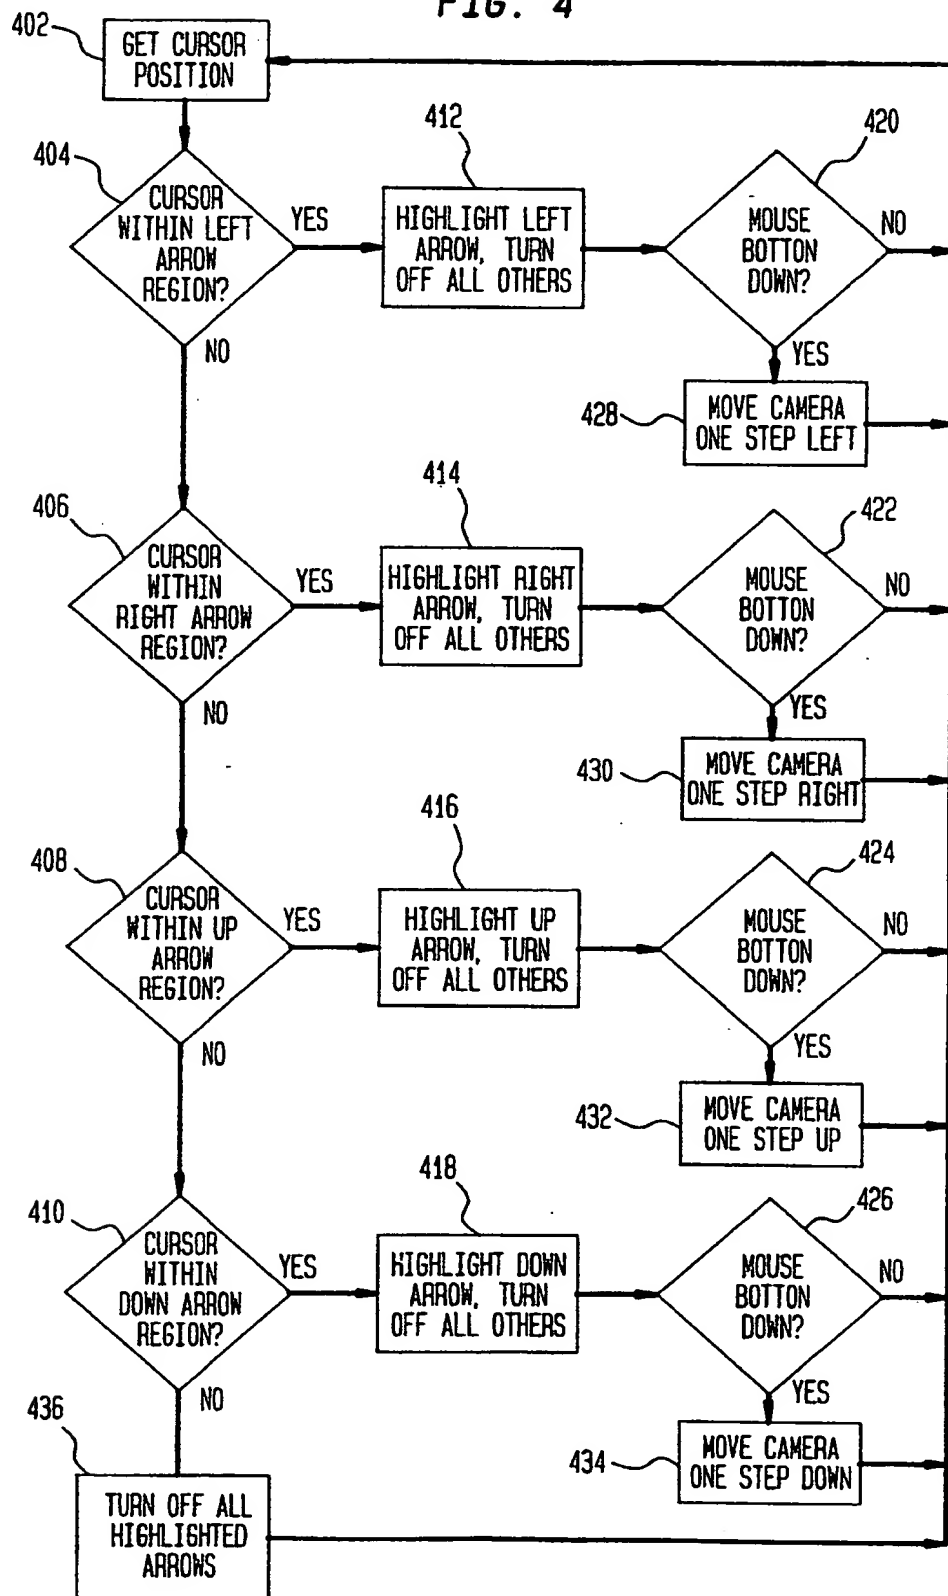 FIG. 4
402
GET CURSOR
POSITION
404
CURSOR
WITHIN LEFT
ARROW
REGION?
YES
NO
412
HIGHLIGHT LEFT
ARROW, TURN
OFF ALL OTHERS
420
MOUSE
BOTTON
DOWN?
NO
YES
428
MOVE CAMERA
ONE STEP LEFT
406
CURSOR
WITHIN
RIGHT ARROW
REGION?
YES
NO
414
HIGHLIGHT RIGHT
ARROW, TURN
OFF ALL OTHERS
422
MOUSE
BOTTON
DOWN?
NO
YES
430
MOVE CAMERA
ONE STEP RIGHT
408
CURSOR
WITHIN UP
ARROW
REGION?
YES
NO
416
HIGHLIGHT UP
ARROW, TURN
OFF ALL OTHERS
424
MOUSE
BOTTON
DOWN?
NO
YES
432
MOVE CAMERA
ONE STEP UP
410
CURSOR
WITHIN
DOWN ARROW
REGION?
YES
NO
418
HIGHLIGHT DOWN
ARROW, TURN
OFF ALL OTHERS
426
MOUSE
BOTTON
DOWN?
NO
YES
434
MOVE CAMERA
ONE STEP DOWN
436
TURN OFF ALL
HIGHLIGHTED
ARROWS